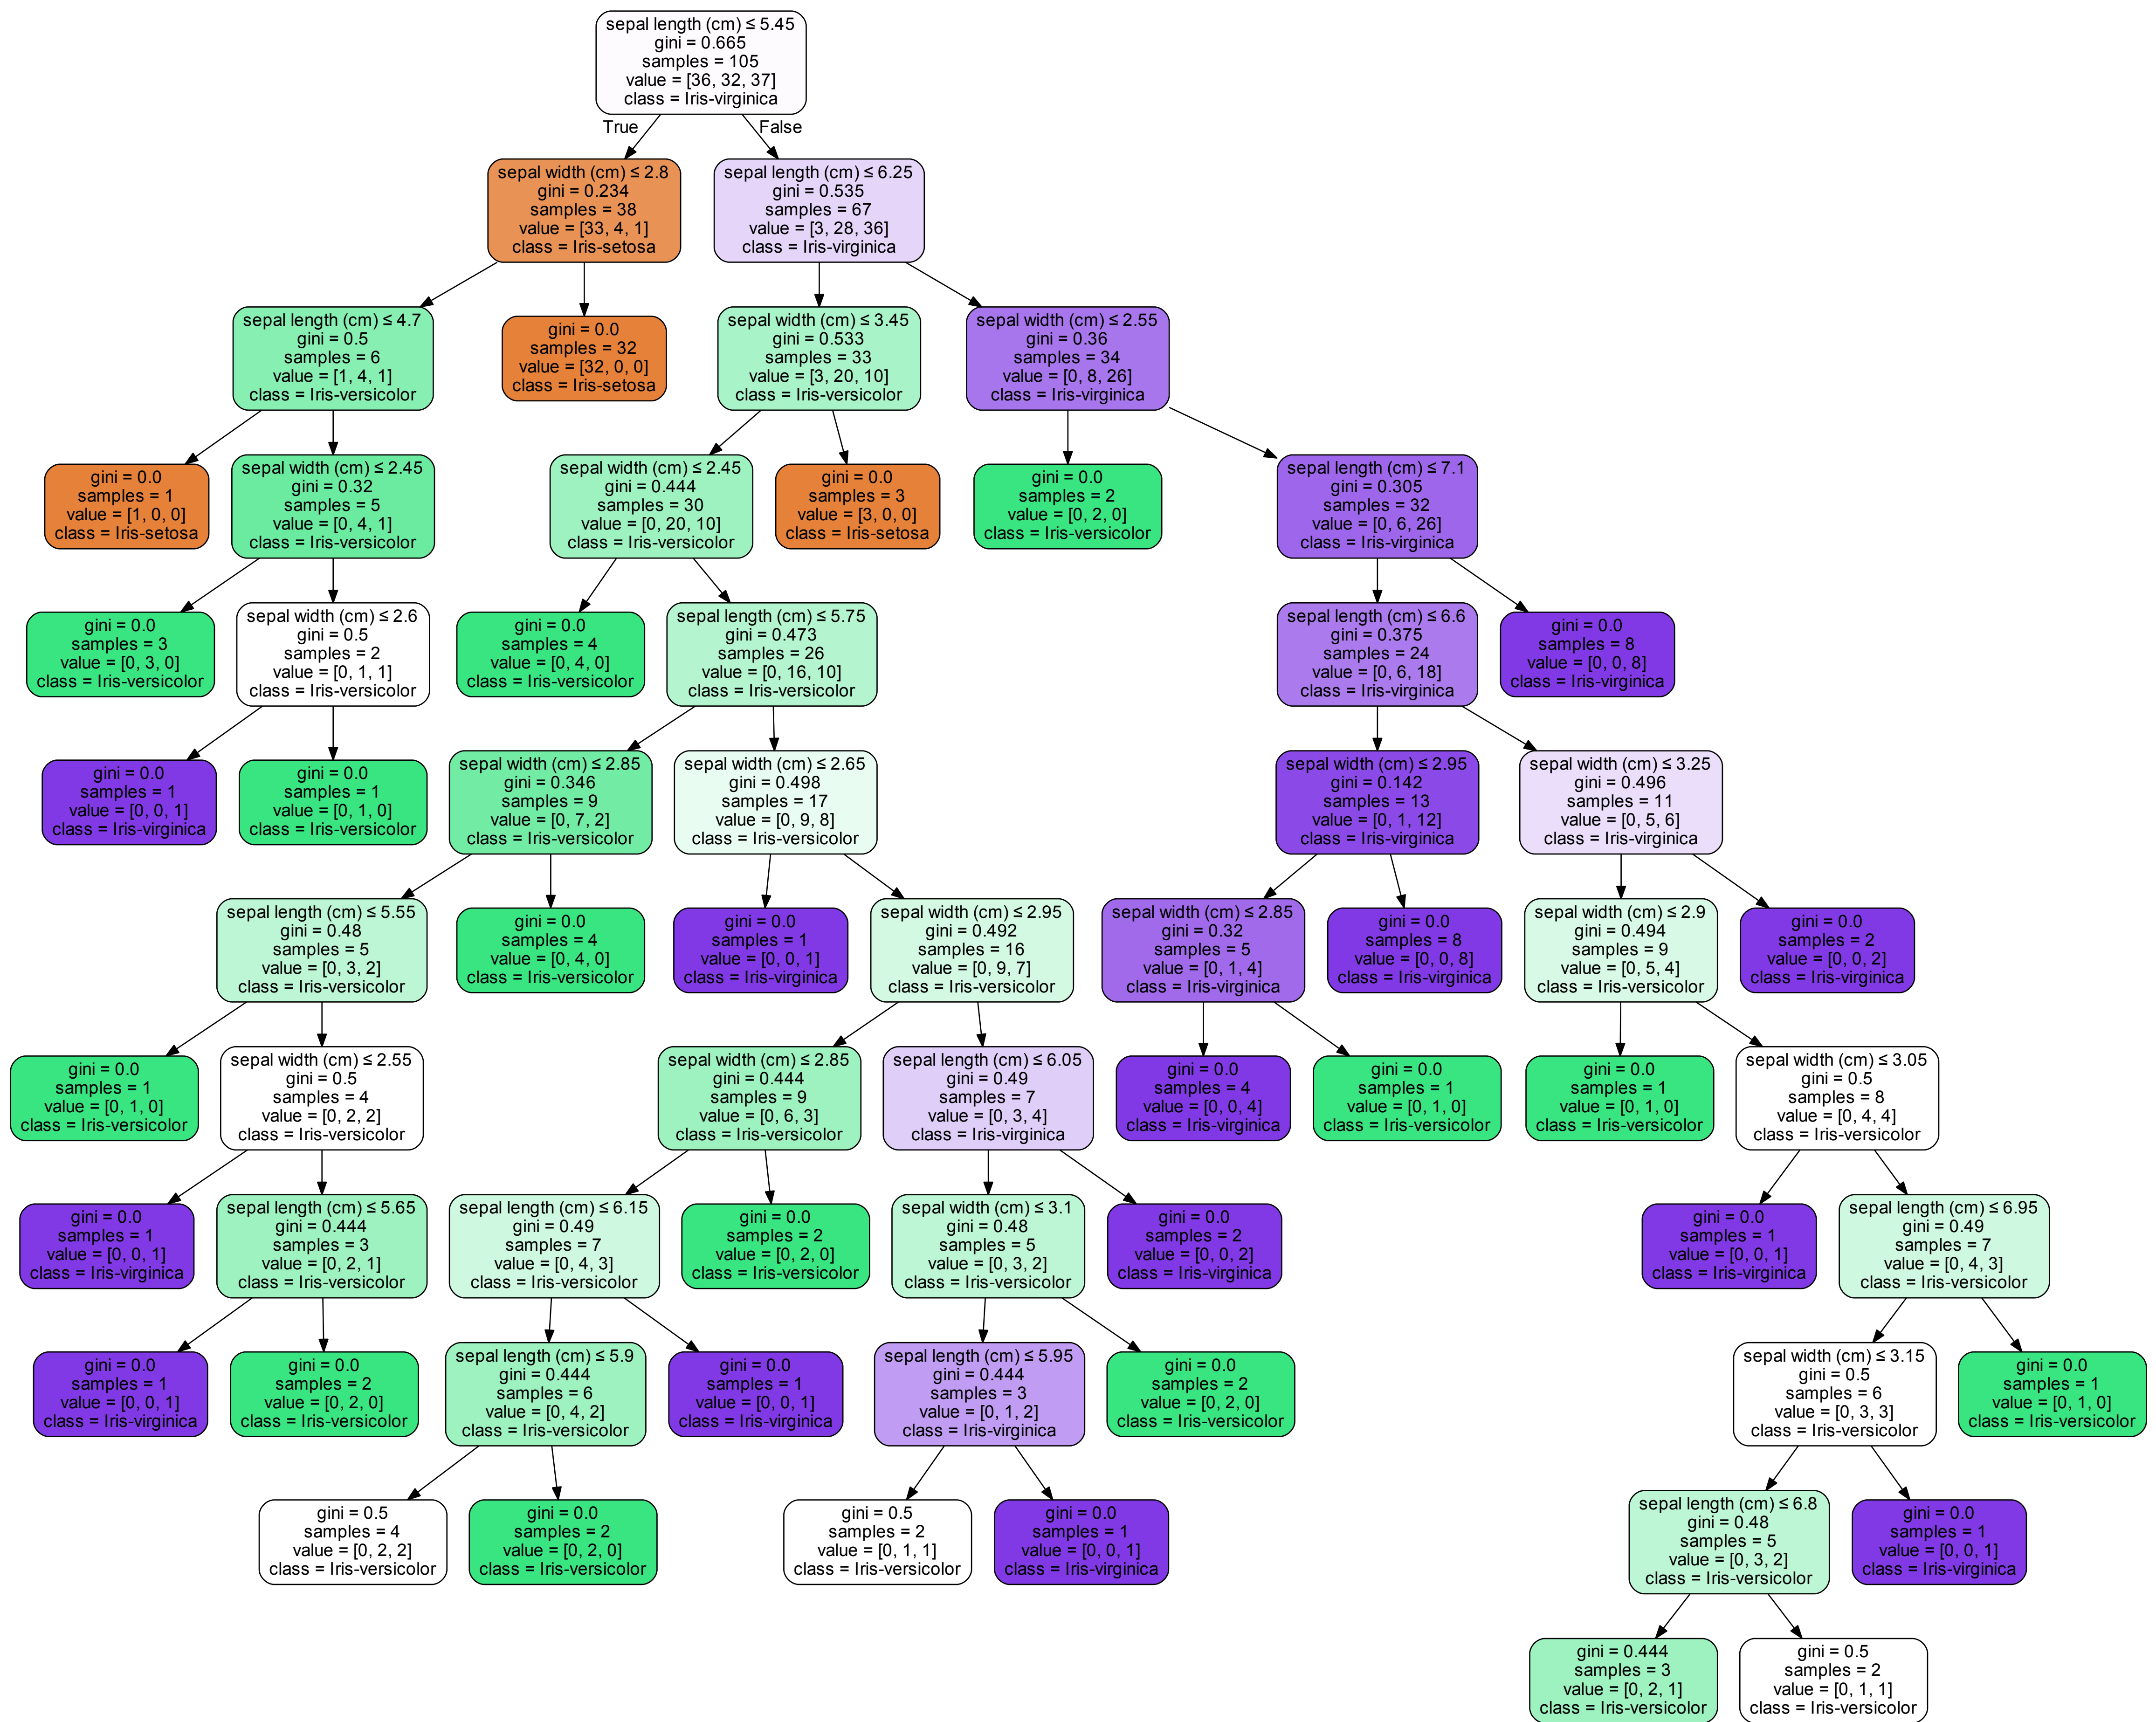 sepal length (cm) ≤ 5.45
gini = 0.665
samples = 105
value = [36, 32, 37]
class = Iris-virginica
True
False
sepal width (cm) ≤ 2.8
gini = 0.234
samples = 38
value = [33, 4, 1]
class = Iris-setosa
sepal length (cm) ≤ 6.25
gini = 0.535
samples = 67
value = [3, 28, 36]
class = Iris-virginica
sepal length (cm) ≤ 4.7
gini = 0.5
samples = 6
value = [1, 4, 1]
class = Iris-versicolor
gini = 0.0
samples = 32
value = [32, 0, 0]
class = Iris-setosa
sepal width (cm) ≤ 3.45
gini = 0.533
samples = 33
value = [3, 20, 10]
class = Iris-versicolor
sepal width (cm) ≤ 2.55
gini = 0.36
samples = 34
value = [0, 8, 26]
class = Iris-virginica
gini = 0.0
samples = 1
value = [1, 0, 0]
class = Iris-setosa
sepal width (cm) ≤ 2.45
gini = 0.32
samples = 5
value = [0, 4, 1]
class = Iris-versicolor
sepal width (cm) ≤ 2.45
gini = 0.444
samples = 30
value = [0, 20, 10]
class = Iris-versicolor
gini = 0.0
samples = 3
value = [3, 0, 0]
class = Iris-setosa
gini = 0.0
samples = 2
value = [0, 2, 0]
class = Iris-versicolor
sepal length (cm) ≤ 7.1
gini = 0.305
samples = 32
value = [0, 6, 26]
class = Iris-virginica
gini = 0.0
samples = 3
value = [0, 3, 0]
class = Iris-versicolor
sepal width (cm) ≤ 2.6
gini = 0.5
samples = 2
value = [0, 1, 1]
class = Iris-versicolor
gini = 0.0
samples = 4
value = [0, 4, 0]
class = Iris-versicolor
sepal length (cm) ≤ 5.75
gini = 0.473
samples = 26
value = [0, 16, 10]
class = Iris-versicolor
sepal length (cm) ≤ 6.6
gini = 0.375
samples = 24
value = [0, 6, 18]
class = Iris-virginica
gini = 0.0
samples = 8
value = [0, 0, 8]
class = Iris-virginica
gini = 0.0
samples = 1
value = [0, 0, 1]
class = Iris-virginica
gini = 0.0
samples = 1
value = [0, 1, 0]
class = Iris-versicolor
sepal width (cm) ≤ 2.85
gini = 0.346
samples = 9
value = [0, 7, 2]
class = Iris-versicolor
sepal width (cm) ≤ 2.65
gini = 0.498
samples = 17
value = [0, 9, 8]
class = Iris-versicolor
sepal width (cm) ≤ 2.95
gini = 0.142
samples = 13
value = [0, 1, 12]
class = Iris-virginica
sepal width (cm) ≤ 3.25
gini = 0.496
samples = 11
value = [0, 5, 6]
class = Iris-virginica
sepal length (cm) ≤ 5.55
gini = 0.48
samples = 5
value = [0, 3, 2]
class = Iris-versicolor
gini = 0.0
samples = 4
value = [0, 4, 0]
class = Iris-versicolor
gini = 0.0
samples = 1
value = [0, 0, 1]
class = Iris-virginica
sepal width (cm) ≤ 2.95
gini = 0.492
samples = 16
value = [0, 9, 7]
class = Iris-versicolor
sepal width (cm) ≤ 2.85
gini = 0.32
samples = 5
value = [0, 1, 4]
class = Iris-virginica
gini = 0.0
samples = 8
value = [0, 0, 8]
class = Iris-virginica
sepal width (cm) ≤ 2.9
gini = 0.494
samples = 9
value = [0, 5, 4]
class = Iris-versicolor
gini = 0.0
samples = 2
value = [0, 0, 2]
class = Iris-virginica
gini = 0.0
samples = 1
value = [0, 1, 0]
class = Iris-versicolor
sepal width (cm) ≤ 2.55
gini = 0.5
samples = 4
value = [0, 2, 2]
class = Iris-versicolor
sepal width (cm) ≤ 2.85
gini = 0.444
samples = 9
value = [0, 6, 3]
class = Iris-versicolor
sepal length (cm) ≤ 6.05
gini = 0.49
samples = 7
value = [0, 3, 4]
class = Iris-virginica
gini = 0.0
samples = 4
value = [0, 0, 4]
class = Iris-virginica
gini = 0.0
samples = 1
value = [0, 1, 0]
class = Iris-versicolor
gini = 0.0
samples = 1
value = [0, 1, 0]
class = Iris-versicolor
sepal width (cm) ≤ 3.05
gini = 0.5
samples = 8
value = [0, 4, 4]
class = Iris-versicolor
gini = 0.0
samples = 1
value = [0, 0, 1]
class = Iris-virginica
sepal length (cm) ≤ 5.65
gini = 0.444
samples = 3
value = [0, 2, 1]
class = Iris-versicolor
sepal length (cm) ≤ 6.15
gini = 0.49
samples = 7
value = [0, 4, 3]
class = Iris-versicolor
gini = 0.0
samples = 2
value = [0, 2, 0]
class = Iris-versicolor
sepal width (cm) ≤ 3.1
gini = 0.48
samples = 5
value = [0, 3, 2]
class = Iris-versicolor
gini = 0.0
samples = 2
value = [0, 0, 2]
class = Iris-virginica
gini = 0.0
samples = 1
value = [0, 0, 1]
class = Iris-virginica
sepal length (cm) ≤ 6.95
gini = 0.49
samples = 7
value = [0, 4, 3]
class = Iris-versicolor
gini = 0.0
samples = 1
value = [0, 0, 1]
class = Iris-virginica
gini = 0.0
samples = 2
value = [0, 2, 0]
class = Iris-versicolor
sepal length (cm) ≤ 5.9
gini = 0.444
samples = 6
value = [0, 4, 2]
class = Iris-versicolor
gini = 0.0
samples = 1
value = [0, 0, 1]
class = Iris-virginica
sepal length (cm) ≤ 5.95
gini = 0.444
samples = 3
value = [0, 1, 2]
class = Iris-virginica
gini = 0.0
samples = 2
value = [0, 2, 0]
class = Iris-versicolor
sepal width (cm) ≤ 3.15
gini = 0.5
samples = 6
value = [0, 3, 3]
class = Iris-versicolor
gini = 0.0
samples = 1
value = [0, 1, 0]
class = Iris-versicolor
gini = 0.5
samples = 4
value = [0, 2, 2]
class = Iris-versicolor
gini = 0.0
samples = 2
value = [0, 2, 0]
class = Iris-versicolor
gini = 0.5
samples = 2
value = [0, 1, 1]
class = Iris-versicolor
gini = 0.0
samples = 1
value = [0, 0, 1]
class = Iris-virginica
sepal length (cm) ≤ 6.8
gini = 0.48
samples = 5
value = [0, 3, 2]
class = Iris-versicolor
gini = 0.0
samples = 1
value = [0, 0, 1]
class = Iris-virginica
gini = 0.444
samples = 3
value = [0, 2, 1]
class = Iris-versicolor
gini = 0.5
samples = 2
value = [0, 1, 1]
class = Iris-versicolor